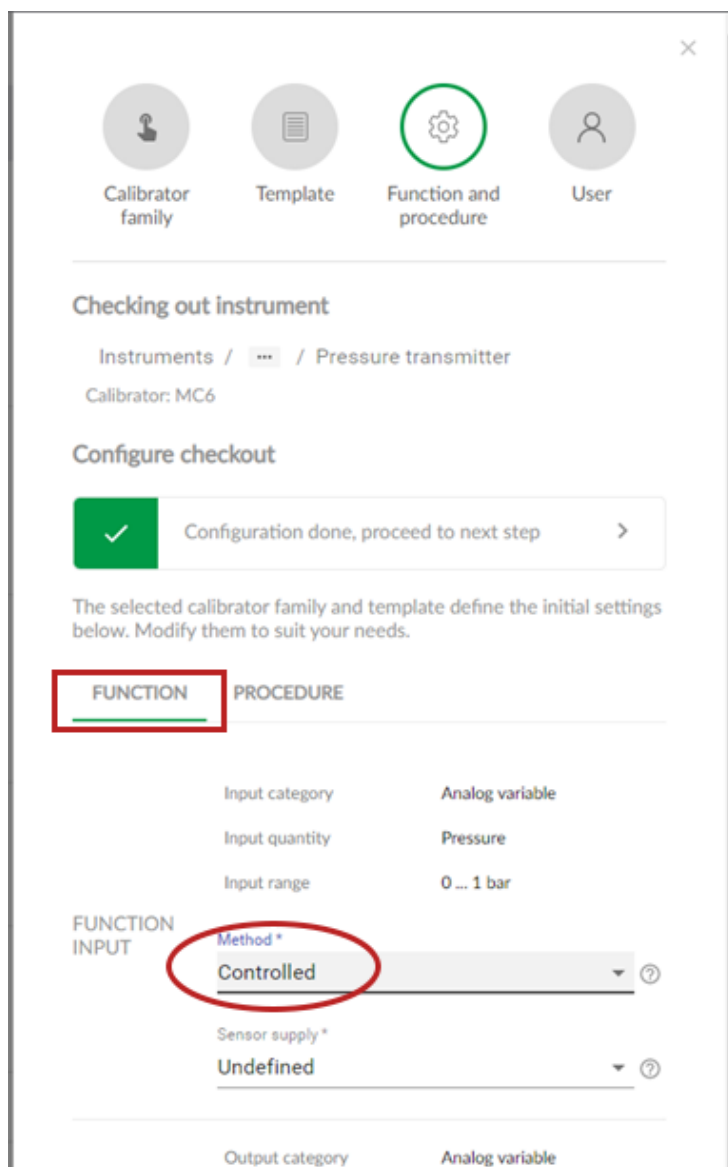 Calibrator
family
Template
Function and
procedure
User
Checking out instrument
Instruments / ··· / Pressure transmitter
Calibrator: MC6
Configure checkout
Configuration done, proceed to next step
The selected calibrator family and template define the initial settings
below. Modify them to suit your needs.
FUNCTION PROCEDURE
Input category Analog variable
Input quantity Pressure
Input range 0 ... 1 bar
FUNCTION
INPUT
Method *
Controlled
Sensor supply *
Undefined
Output category Analog variable